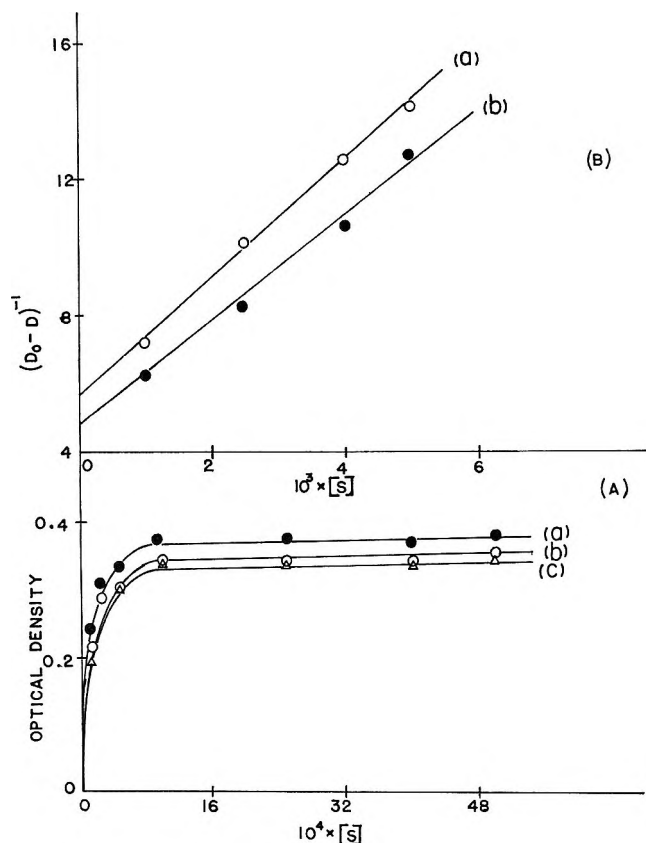 16
(a)
(b)
12
(B)
(D₀-D)⁻¹
8
4
0 2 4 6
10³×[S]
(A)
0.4
(a)
(b)
(c)
OPTICAL DENSITY
0.2
0
0 16 32 48
10⁴×[S]